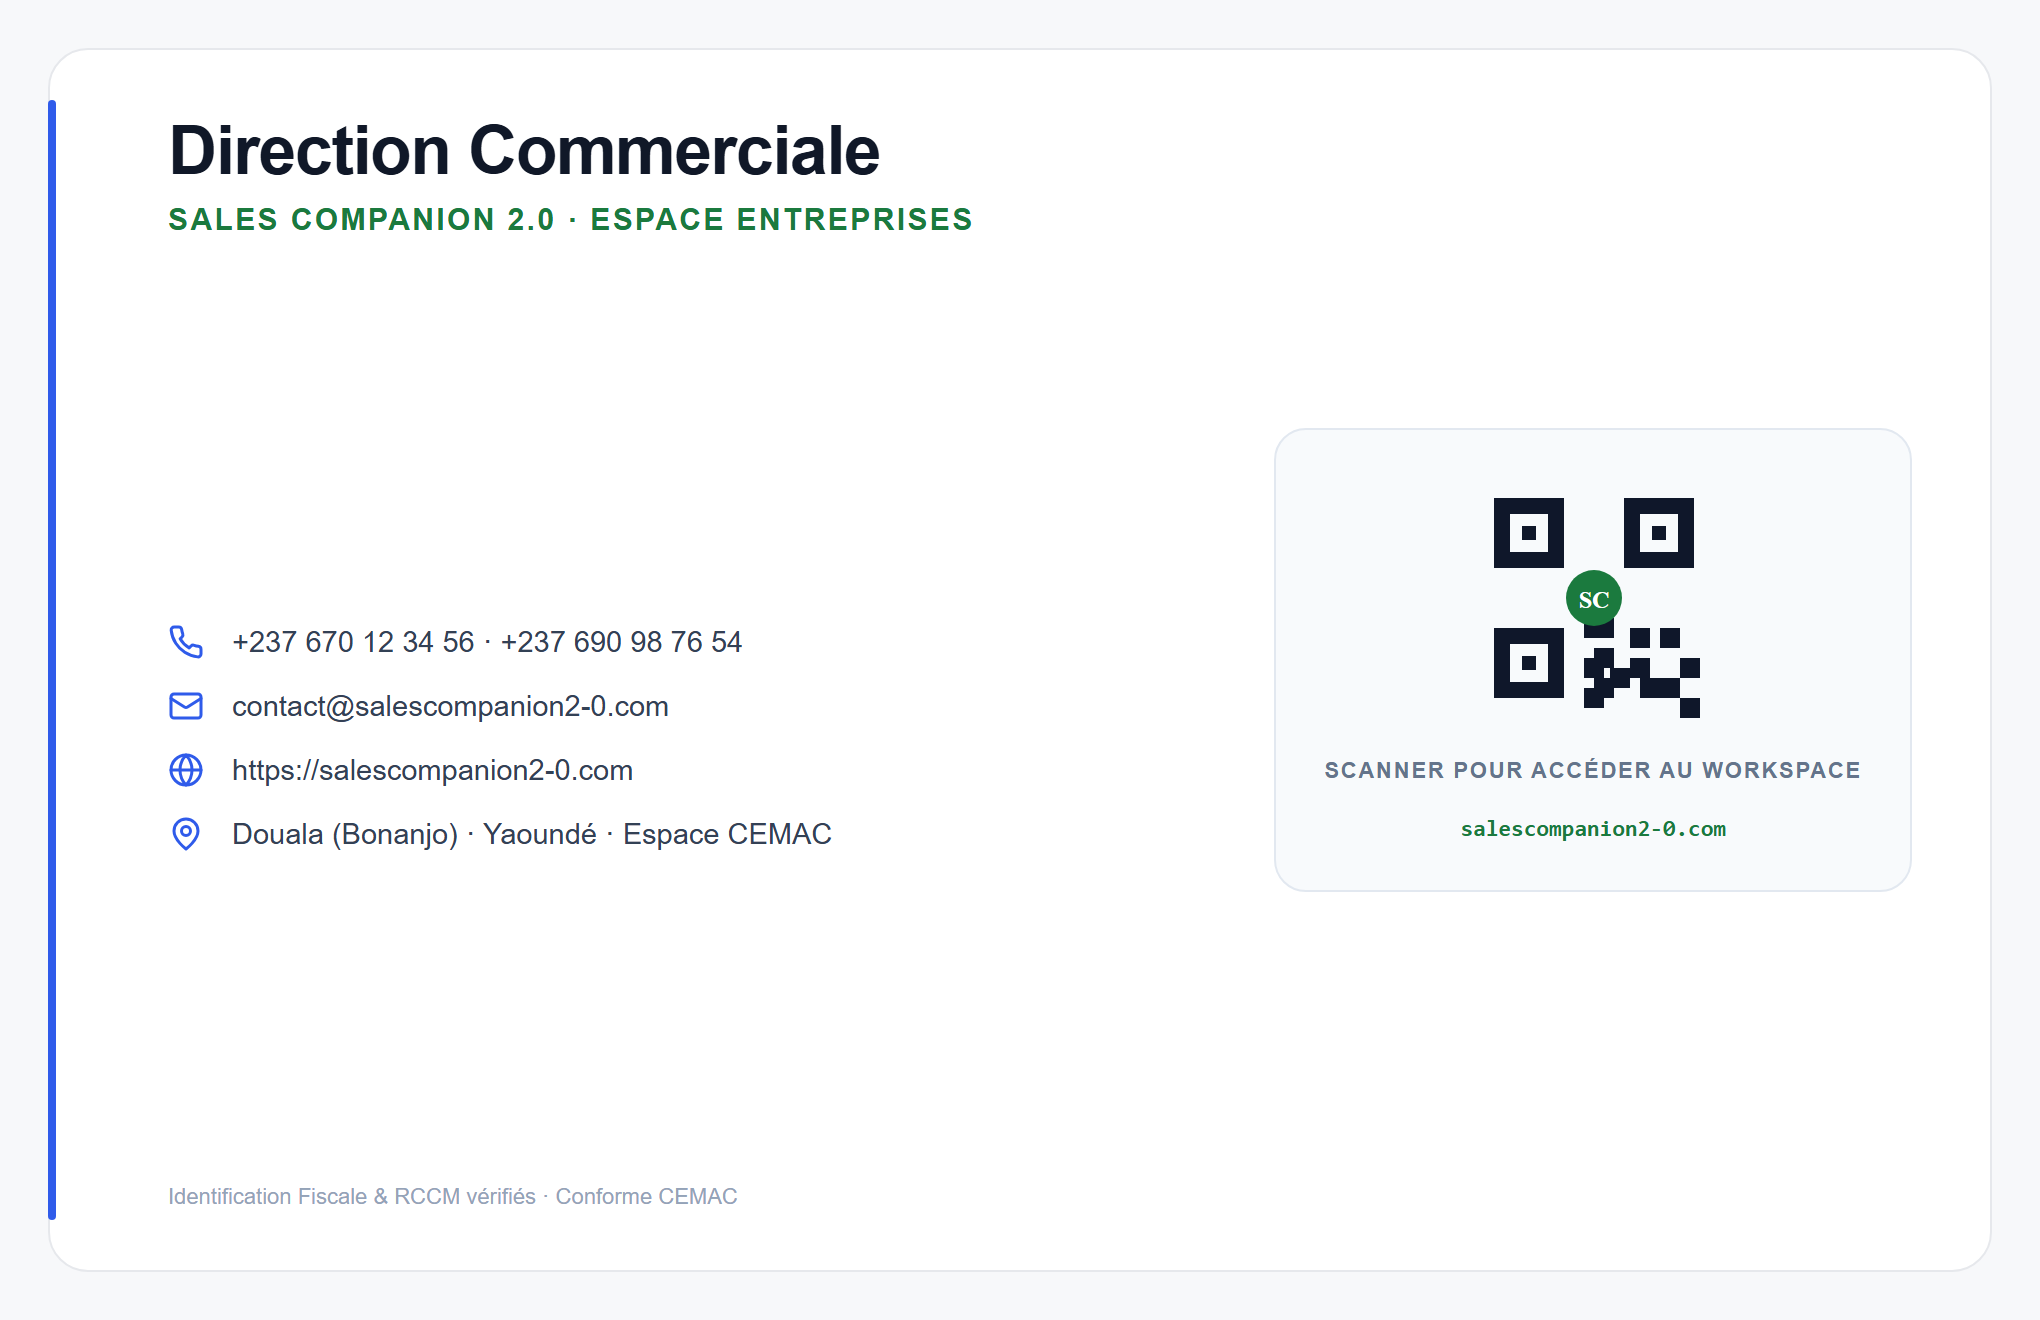 Direction Commerciale
SALES COMPANION 2.0 · ESPACE ENTREPRISES
+237 670 12 34 56 · +237 690 98 76 54
contact@salescompanion2-0.com
https://salescompanion2-0.com
Douala (Bonanjo) · Yaoundé · Espace CEMAC
SC
SCANNER POUR ACCÉDER AU WORKSPACE
salescompanion2-0.com
Identification Fiscale & RCCM vérifiés · Conforme CEMAC